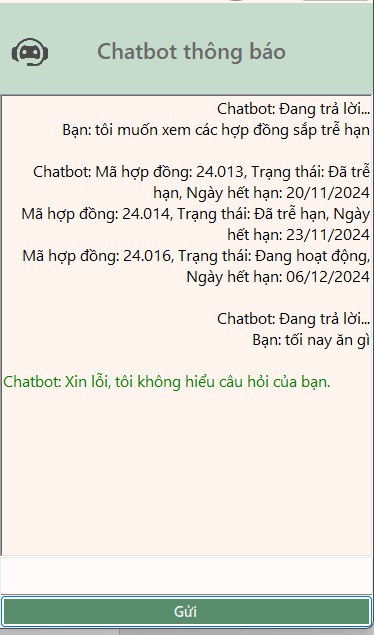 Chatbot thông báo
Chatbot: Đang trả lời...
Bạn: tôi muốn xem các hợp đồng sắp trễ hạn
Chatbot: Mã hợp đồng: 24.013, Trạng thái: Đã trễ
hạn, Ngày hết hạn: 20/11/2024
Mã hợp đồng: 24.014, Trạng thái: Đã trễ hạn, Ngày
hết hạn: 23/11/2024
Mã hợp đồng: 24.016, Trạng thái: Đang hoạt động,
Ngày hết hạn: 06/12/2024
Chatbot: Đang trả lời...
Bạn: tối nay ăn gì
Chatbot: Xin lỗi, tôi không hiểu câu hỏi của bạn.
Gửi